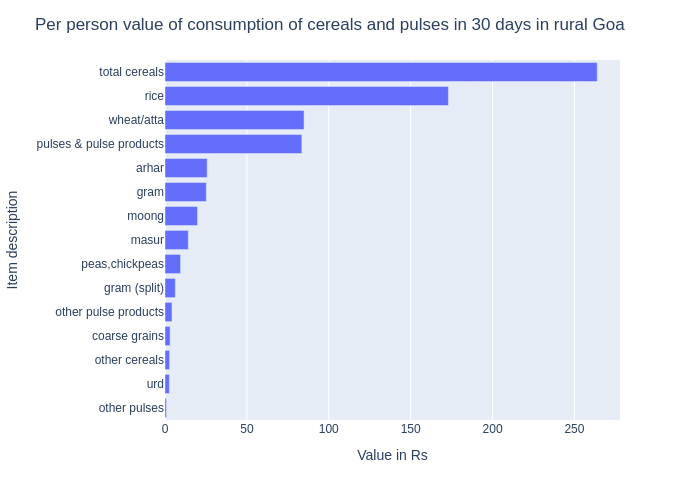 Per person value of consumption of cereals and pulses in 30 days in rural Goa
total cereals
rice
wheat/atta
pulses & pulse products
arhar
gram
moong
masur
peas,chickpeas
gram (split)
other pulse products
coarse grains
other cereals
urd
other pulses
Item description
0 50 100 150 200 250
Value in Rs